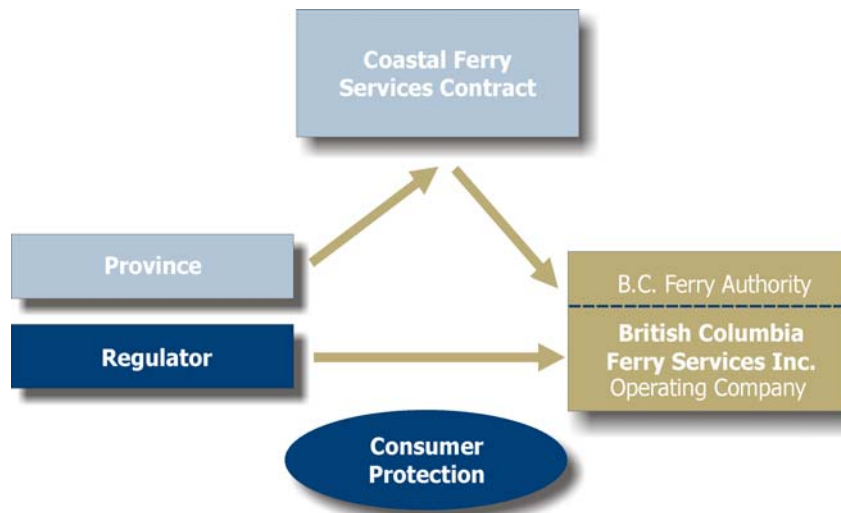 Coastal Ferry
Services Contract
Province
Regulator
B.C. Ferry Authority
British Columbia
Ferry Services Inc.
Operating Company
Consumer
Protection